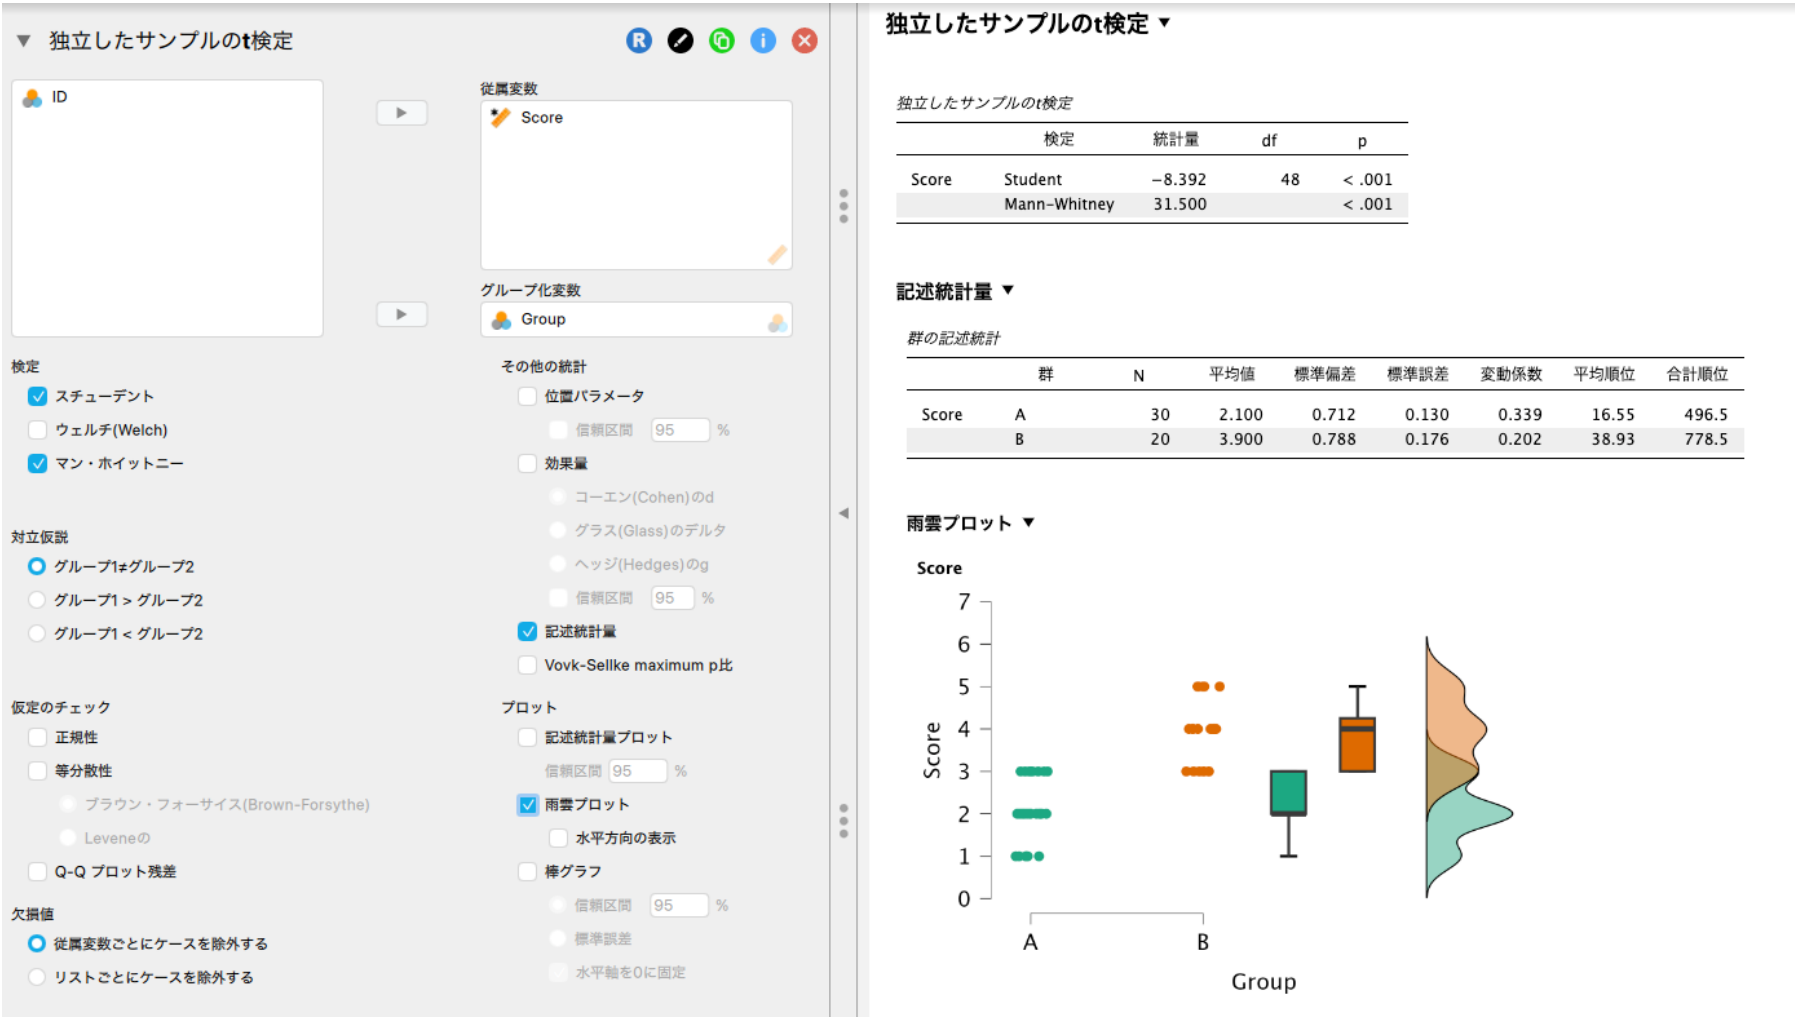 独立したサンプルのt検定
R
i
ID
従属変数
Score
グループ化変数
Group
検定
スチューデント
ウェルチ(Welch)
マン・ホイットニー
対立仮説
グループ1≠グループ2
グループ1 > グループ2
グループ1 < グループ2
仮定のチェック
正規性
等分散性
ブラウン・フォーサイス(Brown-Forsythe)
Leveneの
Q-Q プロット残差
欠損値
従属変数ごとにケースを除外する
リストごとにケースを除外する
その他の統計
位置パラメータ
信頼区間 95 %
効果量
コーエン(Cohen)のd
グラス(Glass)のデルタ
ヘッジ(Hedges)のg
信頼区間 95 %
記述統計量
Vovk-Sellke maximum p比
プロット
記述統計量プロット
信頼区間 95 %
雨雲プロット
水平方向の表示
棒グラフ
信頼区間 95 %
標準誤差
水平軸を0に固定
独立したサンプルのt検定
独立したサンプルのt検定
検定 統計量 df p
Score Student −8.392 48 < .001
Mann-Whitney 31.500 < .001
記述統計量
群の記述統計
群 N 平均値 標準偏差 標準誤差 変動係数 平均順位 合計順位
Score A 30 2.100 0.712 0.130 0.339 16.55 496.5
B 20 3.900 0.788 0.176 0.202 38.93 778.5
雨雲プロット
Score
7
6
5
4
3
2
1
0
Score
A B
Group